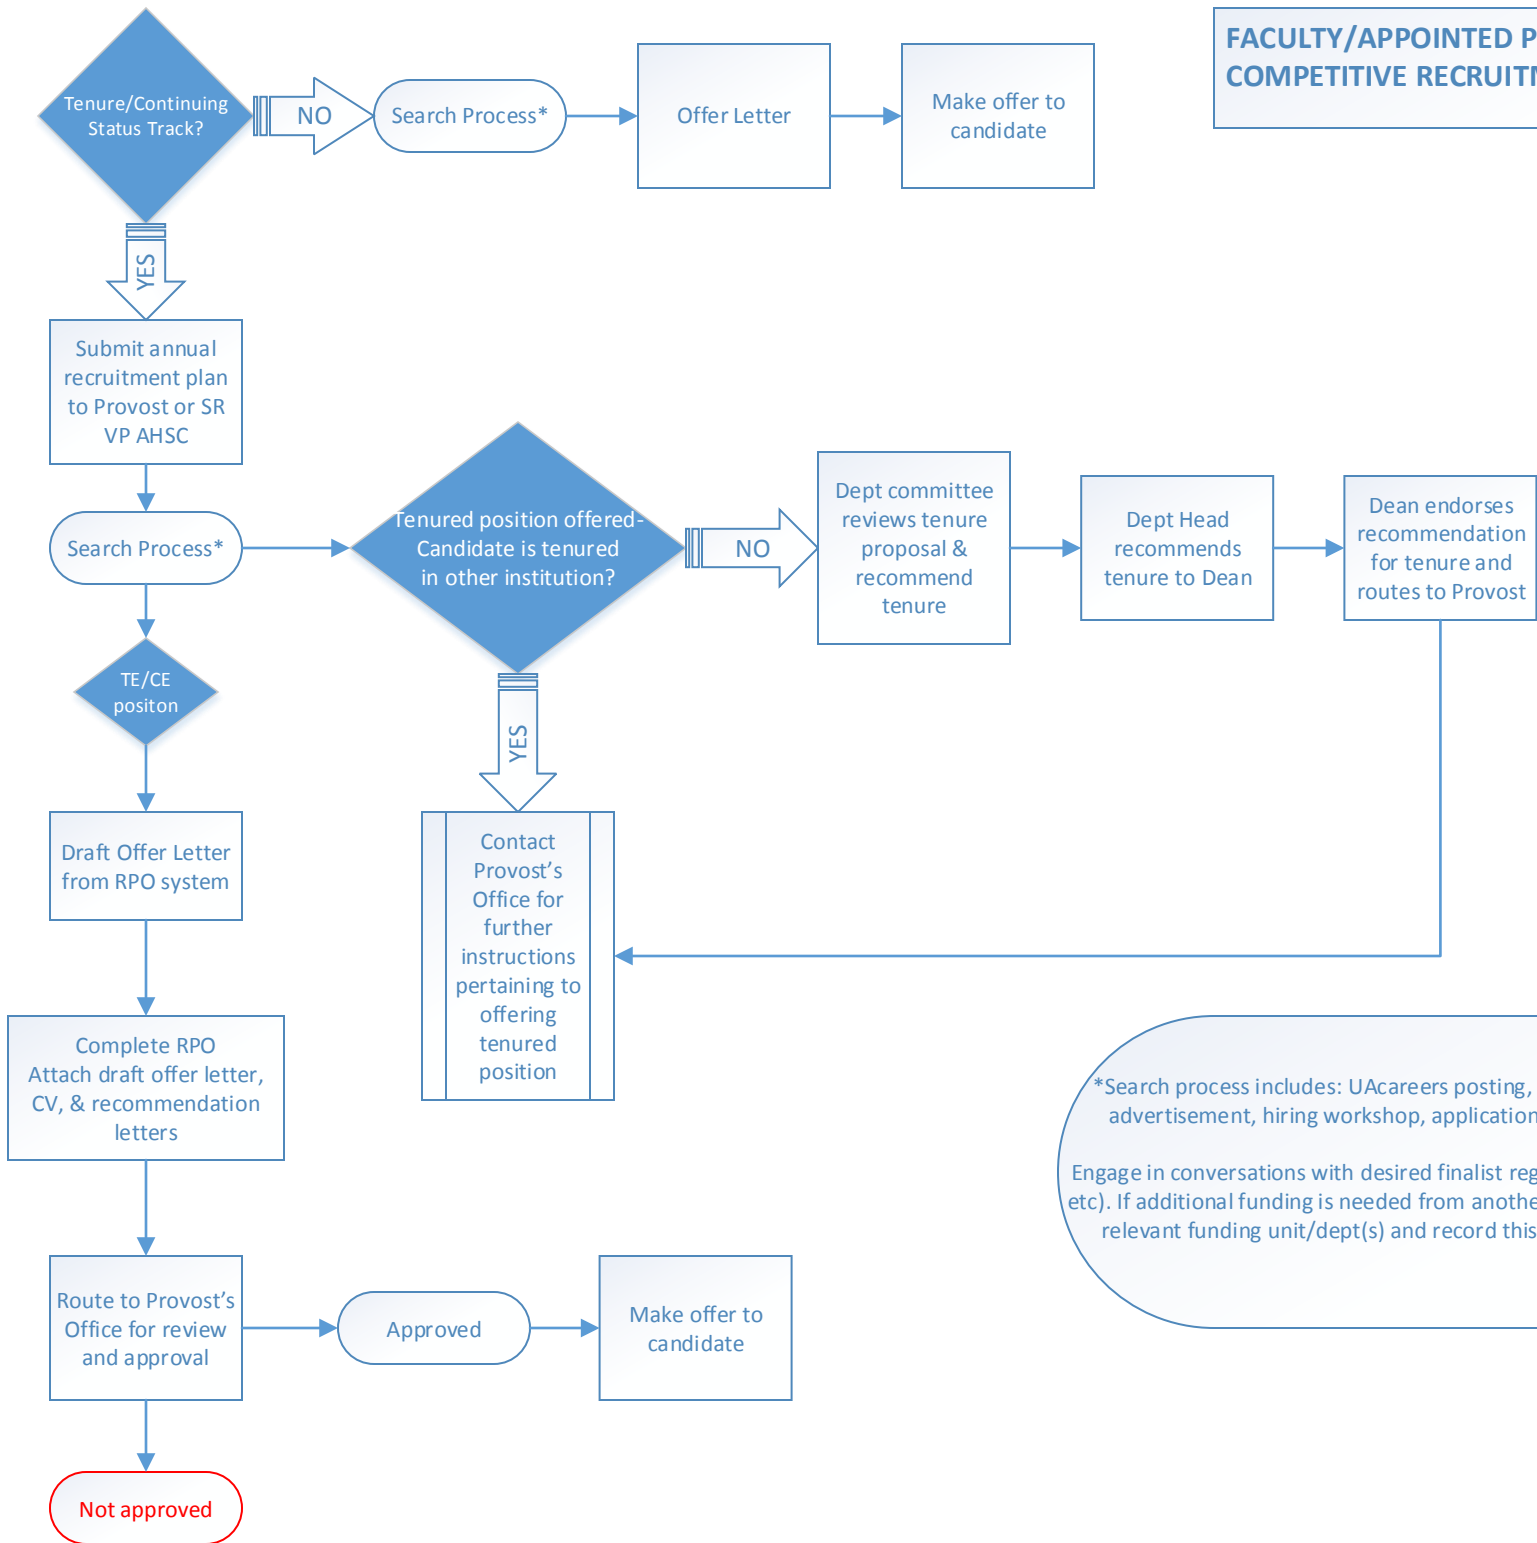 FACULTY/APPOINTED P
COMPETITIVE RECRUITM
Tenure/Continuing
Status Track?
NO
Search Process*
Offer Letter
Make offer to
candidate
YES
Submit annual
recruitment plan
to Provost or SR
VP AHSC
Search Process*
Tenured position offered-
Candidate is tenured
in other institution?
NO
Dept committee
reviews tenure
proposal &
recommend
tenure
Dept Head
recommends
tenure to Dean
Dean endorses
recommendation
for tenure and
routes to Provost
TE/CE
positon
YES
Draft Offer Letter
from RPO system
Contact
Provost's
Office for
further
instructions
pertaining to
offering
tenured
position
Complete RPO
Attach draft offer letter,
CV, & recommendation
letters
*Search process includes: UAcareers posting,
advertisement, hiring workshop, application
Engage in conversations with desired finalist reg
etc). If additional funding is needed from anothe
relevant funding unit/dept(s) and record this
Route to Provost's
Office for review
and approval
Approved
Make offer to
candidate
Not approved